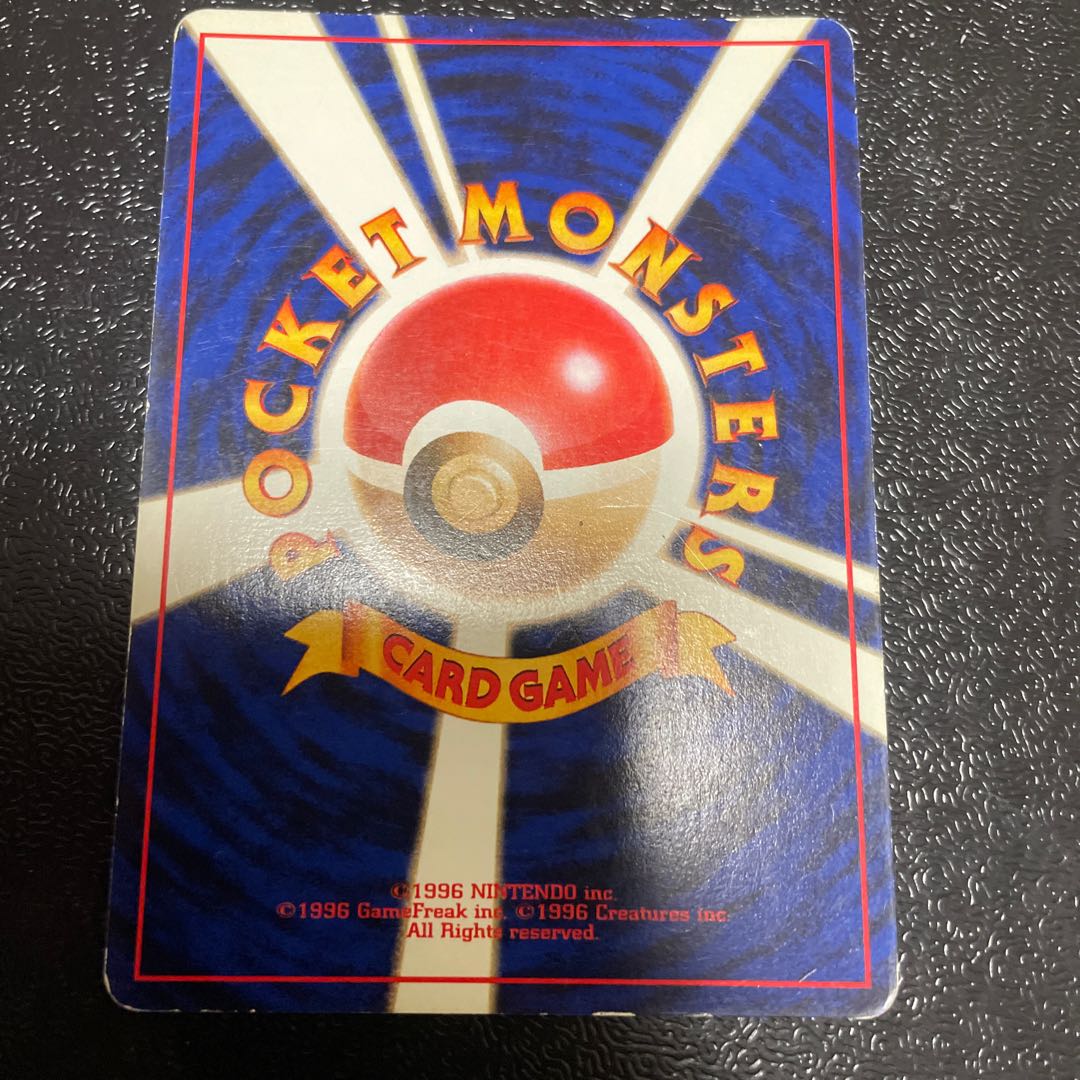 POCKET MONSTERS
CARD GAME
©1996 NINTENDO inc.
©1996 GameFreak inc. ©1996 Creatures inc.
All Rights reserved.